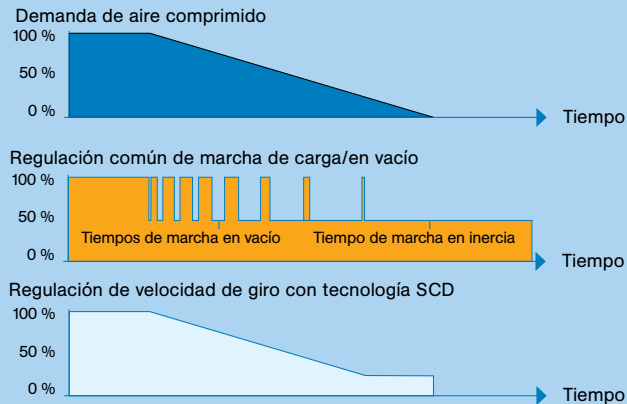 Demanda de aire comprimido
100 %
50 %
0 %
Tiempo
Regulación común de marcha de carga/en vacío
100 %
50 %
Tiempos de marcha en vacío Tiempo de marcha en inercia
0 %
Tiempo
Regulación de velocidad de giro con tecnología SCD
100 %
50 %
0 %
Tiempo